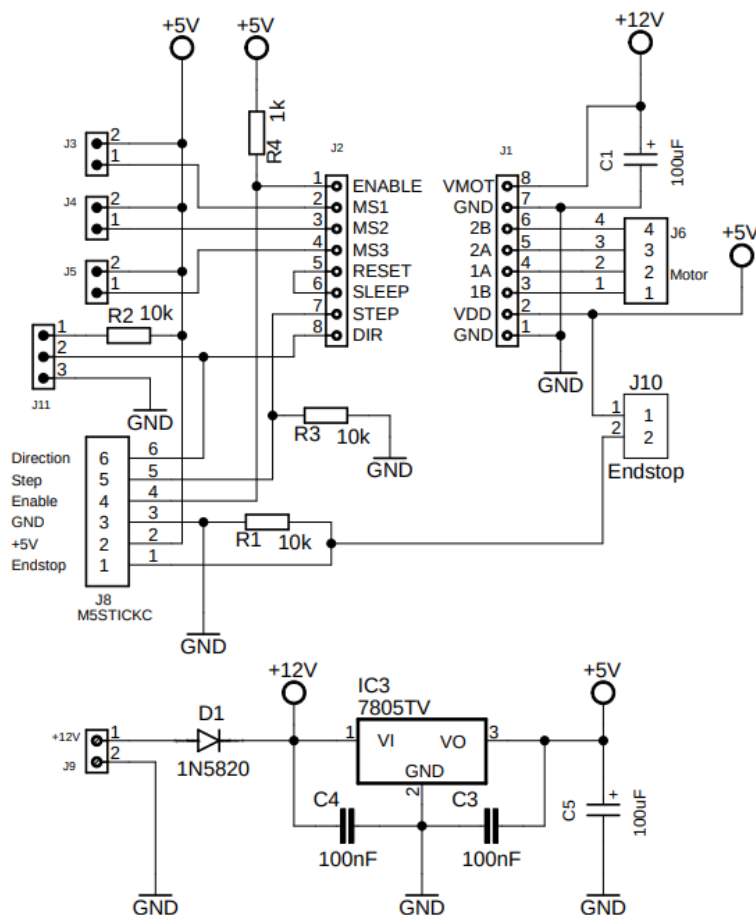 +5V +5V +12V
J3 2
1
J4 2
1
J5 2
1
R4 1k
J2
1 ENABLE
2 MS1
3 MS2
4 MS3
5 RESET
6 SLEEP
7 STEP
8 DIR
J1
VMOT 8
GND 7
2B 6
2A 5
1A 4
1B 3
VDD 2
GND 1
C1 + 100uF
4 4 J6
3 3
2 2 Motor
1 1
+5V
GND
J10
1 1
2 2
Endstop
R2 10k
1
2
3
J11
GND
R3 10k
GND
Direction 6 6
Step 5 5
Enable 4 4
GND 3 3
+5V 2 2
Endstop 1 1
J8
M5STICKC
R1 10k
GND
+12V +5V
IC3
7805TV
D1
1N5820
+12V 1
J9 2
1 VI VO 3
GND
2
C4
100nF
C3
100nF
C5 + 100uF
GND GND GND